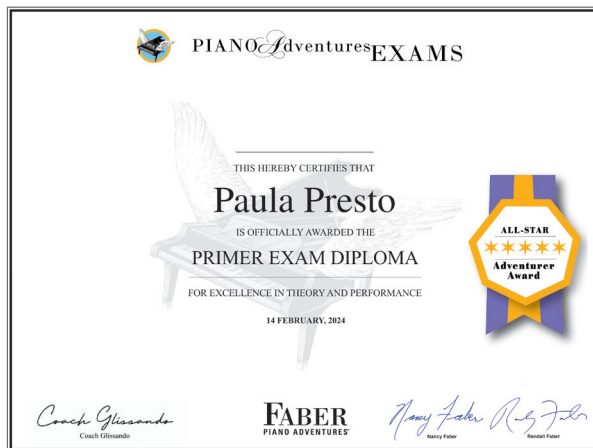 PIANO Adventures EXAMS
THIS HEREBY CERTIFIES THAT
Paula Presto
IS OFFICIALLY AWARDED THE
PRIMER EXAM DIPLOMA
FOR EXCELLENCE IN THEORY AND PERFORMANCE
14 FEBRUARY, 2024
ALL-STAR
Adventurer
Award
Coach Glissando
Coach Glissando
FABER
PIANO ADVENTURES®
Nancy Faber Randy Faber
Nancy Faber Randall Faber